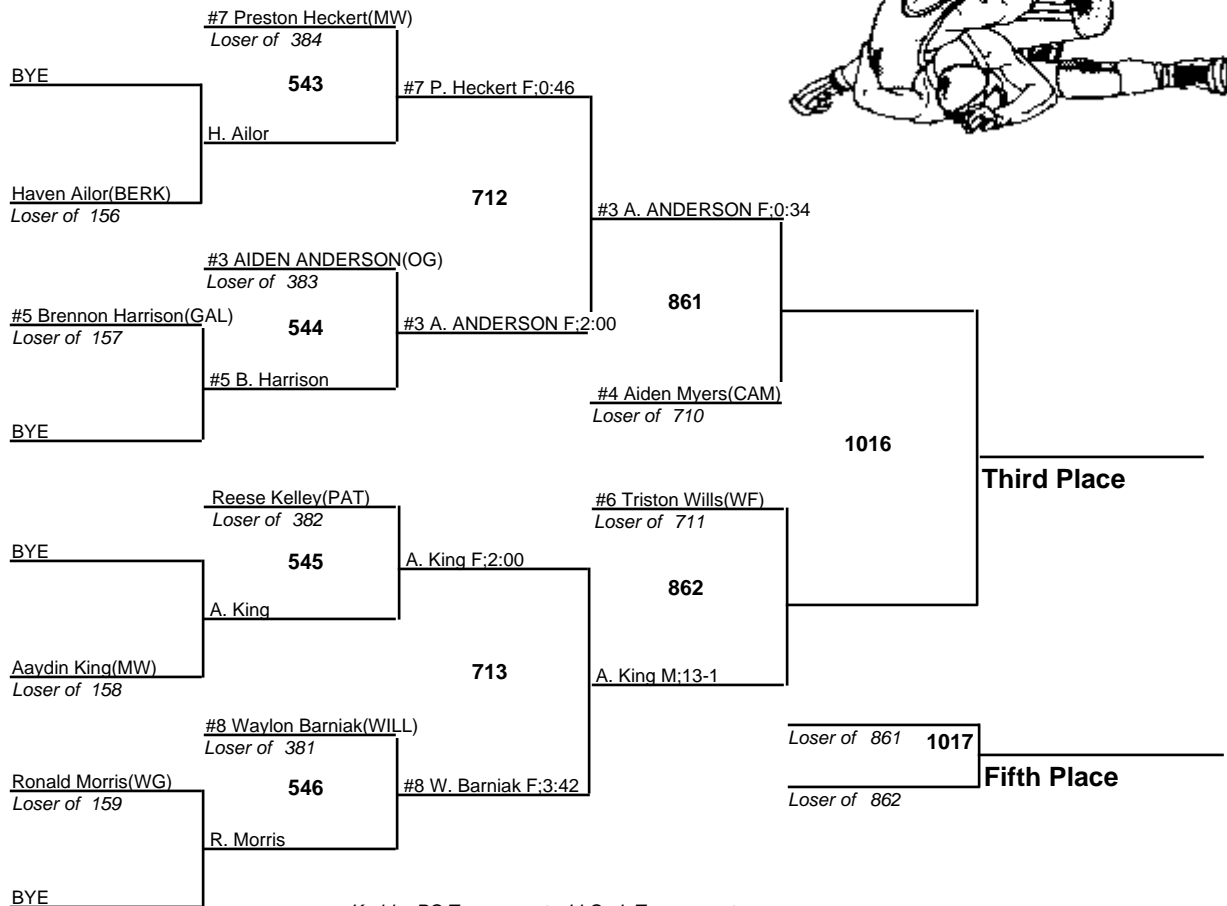 #7 Preston Heckert(MW)
Loser of 384
BYE
543
#7 P. Heckert F;0:46
H. Ailor
Haven Ailor(BERK)
Loser of 156
712
#3 A. ANDERSON F;0:34
#3 AIDEN ANDERSON(OG)
Loser of 383
#5 Brennon Harrison(GAL)
Loser of 157
544
#3 A. ANDERSON F;2:00
861
#5 B. Harrison
#4 Aiden Myers(CAM)
Loser of 710
BYE
1016
Third Place
Reese Kelley(PAT)
Loser of 382
#6 Triston Wills(WF)
Loser of 711
BYE
545
A. King F;2:00
862
A. King
Aaydin King(MW)
Loser of 158
713
A. King M;13-1
#8 Waylon Barniak(WILL)
Loser of 381
Loser of 861
1017
Fifth Place
Ronald Morris(WG)
Loser of 159
546
#8 W. Barniak F;3:42
Loser of 862
R. Morris
BYE